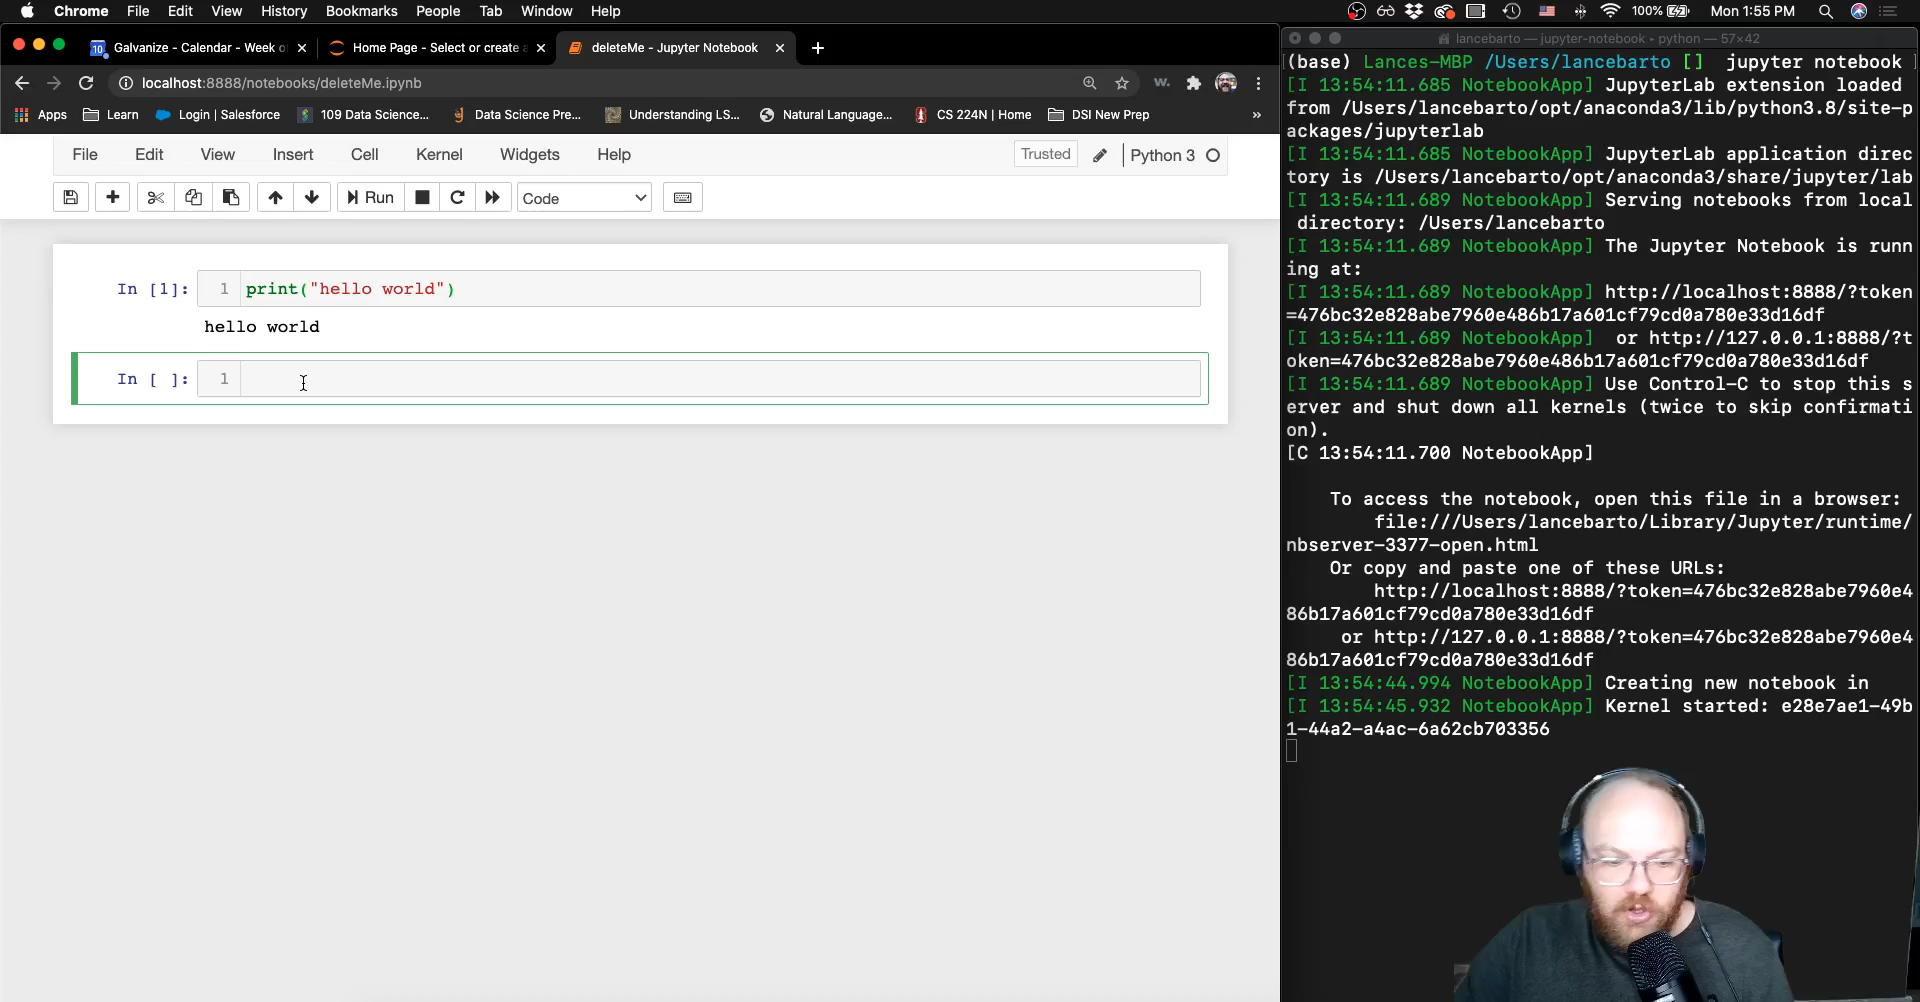 Chrome File Edit View History Bookmarks People Tab Window Help 100% Mon 1:55 PM
10 Galvanize - Calendar - Week o
Home Page - Select or create a
deleteMe - Jupyter Notebook
localhost:8888/notebooks/deleteMe.ipynb
Apps Learn Login | Salesforce 109 Data Science... Data Science Pre... Understanding LS... Natural Language... CS 224N | Home DSI New Prep »
File Edit View Insert Cell Kernel Widgets Help Trusted Python 3
Run Code
In [1]: 1 print("hello world")
hello world
In [ ]: 1
lancebarto — jupyter-notebook ▸ python — 57×42
(base) Lances-MBP /Users/lancebarto [] jupyter notebook
[I 13:54:11.685 NotebookApp] JupyterLab extension loaded
from /Users/lancebarto/opt/anaconda3/lib/python3.8/site-p
ackages/jupyterlab
[I 13:54:11.685 NotebookApp] JupyterLab application direc
tory is /Users/lancebarto/opt/anaconda3/share/jupyter/lab
[I 13:54:11.689 NotebookApp] Serving notebooks from local
directory: /Users/lancebarto
[I 13:54:11.689 NotebookApp] The Jupyter Notebook is runn
ing at:
[I 13:54:11.689 NotebookApp] http://localhost:8888/?token
=476bc32e828abe7960e486b17a601cf79cd0a780e33d16df
[I 13:54:11.689 NotebookApp] or http://127.0.0.1:8888/?t
oken=476bc32e828abe7960e486b17a601cf79cd0a780e33d16df
[I 13:54:11.689 NotebookApp] Use Control-C to stop this s
erver and shut down all kernels (twice to skip confirmati
on).
[C 13:54:11.700 NotebookApp]
To access the notebook, open this file in a browser:
file:///Users/lancebarto/Library/Jupyter/runtime/
nbserver-3377-open.html
Or copy and paste one of these URLs:
http://localhost:8888/?token=476bc32e828abe7960e4
86b17a601cf79cd0a780e33d16df
or http://127.0.0.1:8888/?token=476bc32e828abe7960e4
86b17a601cf79cd0a780e33d16df
[I 13:54:44.994 NotebookApp] Creating new notebook in
[I 13:54:45.932 NotebookApp] Kernel started: e28e7ae1-49b
1-44a2-a4ac-6a62cb703356